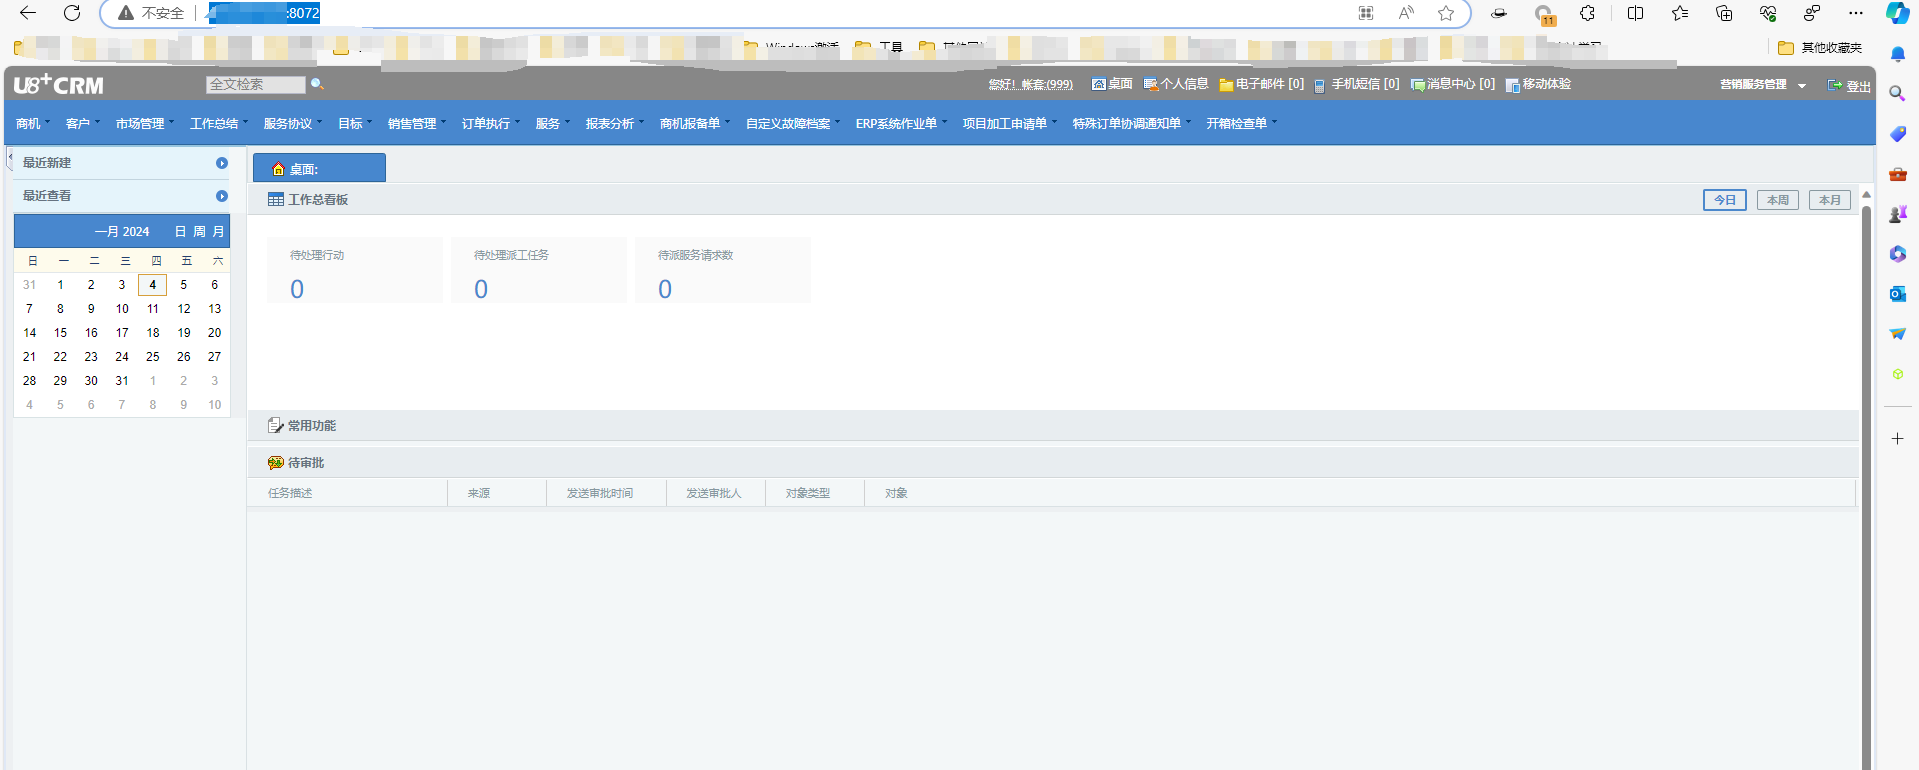 不安全 :8072
11
工具
其他收藏夹
U8+CRM 全文检索 您好! 帐套:(999) 桌面 个人信息 电子邮件 [0] 手机短信 [0] 消息中心 [0] 移动体验 营销服务管理 登出
商机 客户 市场管理 工作总结 服务协议 目标 销售管理 订单执行 服务 报表分析 商机报备单 自定义故障档案 ERP系统作业单 项目加工申请单 特殊订单协调通知单 开箱检查单
最近新建
最近查看
一月 2024 日 周 月
日 一 二 三 四 五 六
31 1 2 3 4 5 6
7 8 9 10 11 12 13
14 15 16 17 18 19 20
21 22 23 24 25 26 27
28 29 30 31 1 2 3
4 5 6 7 8 9 10
桌面:
工作总看板 今日 本周 本月
待处理行动 待处理派工任务 待派服务请求数
0 0 0
常用功能
待审批
任务描述 来源 发送审批时间 发送审批人 对象类型 对象